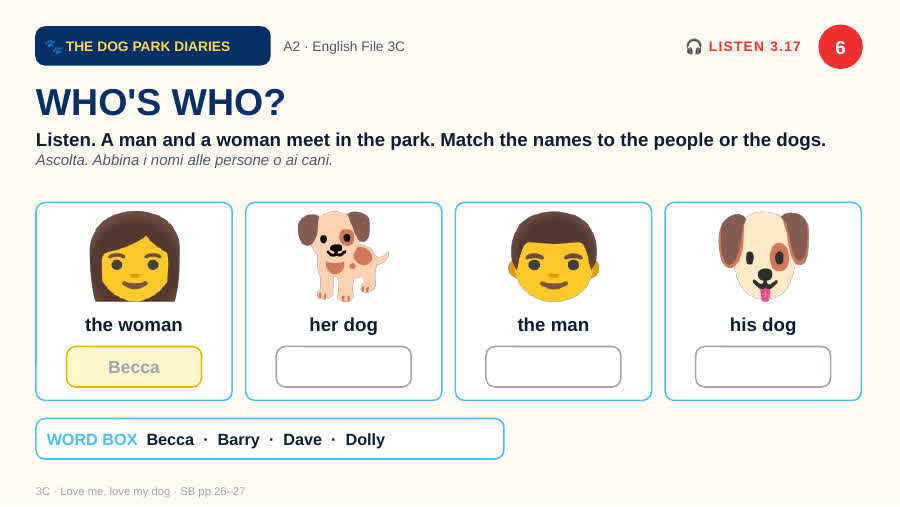 🐾 THE DOG PARK DIARIES
A2 · English File 3C
🎧 LISTEN 3.17
6
WHO'S WHO?
Listen. A man and a woman meet in the park. Match the names to the people or the dogs.
Ascolta. Abbina i nomi alle persone o ai cani.
the woman
her dog
the man
his dog
Becca
WORD BOX Becca · Barry · Dave · Dolly
3C · Love me, love my dog · SB pp.26–27